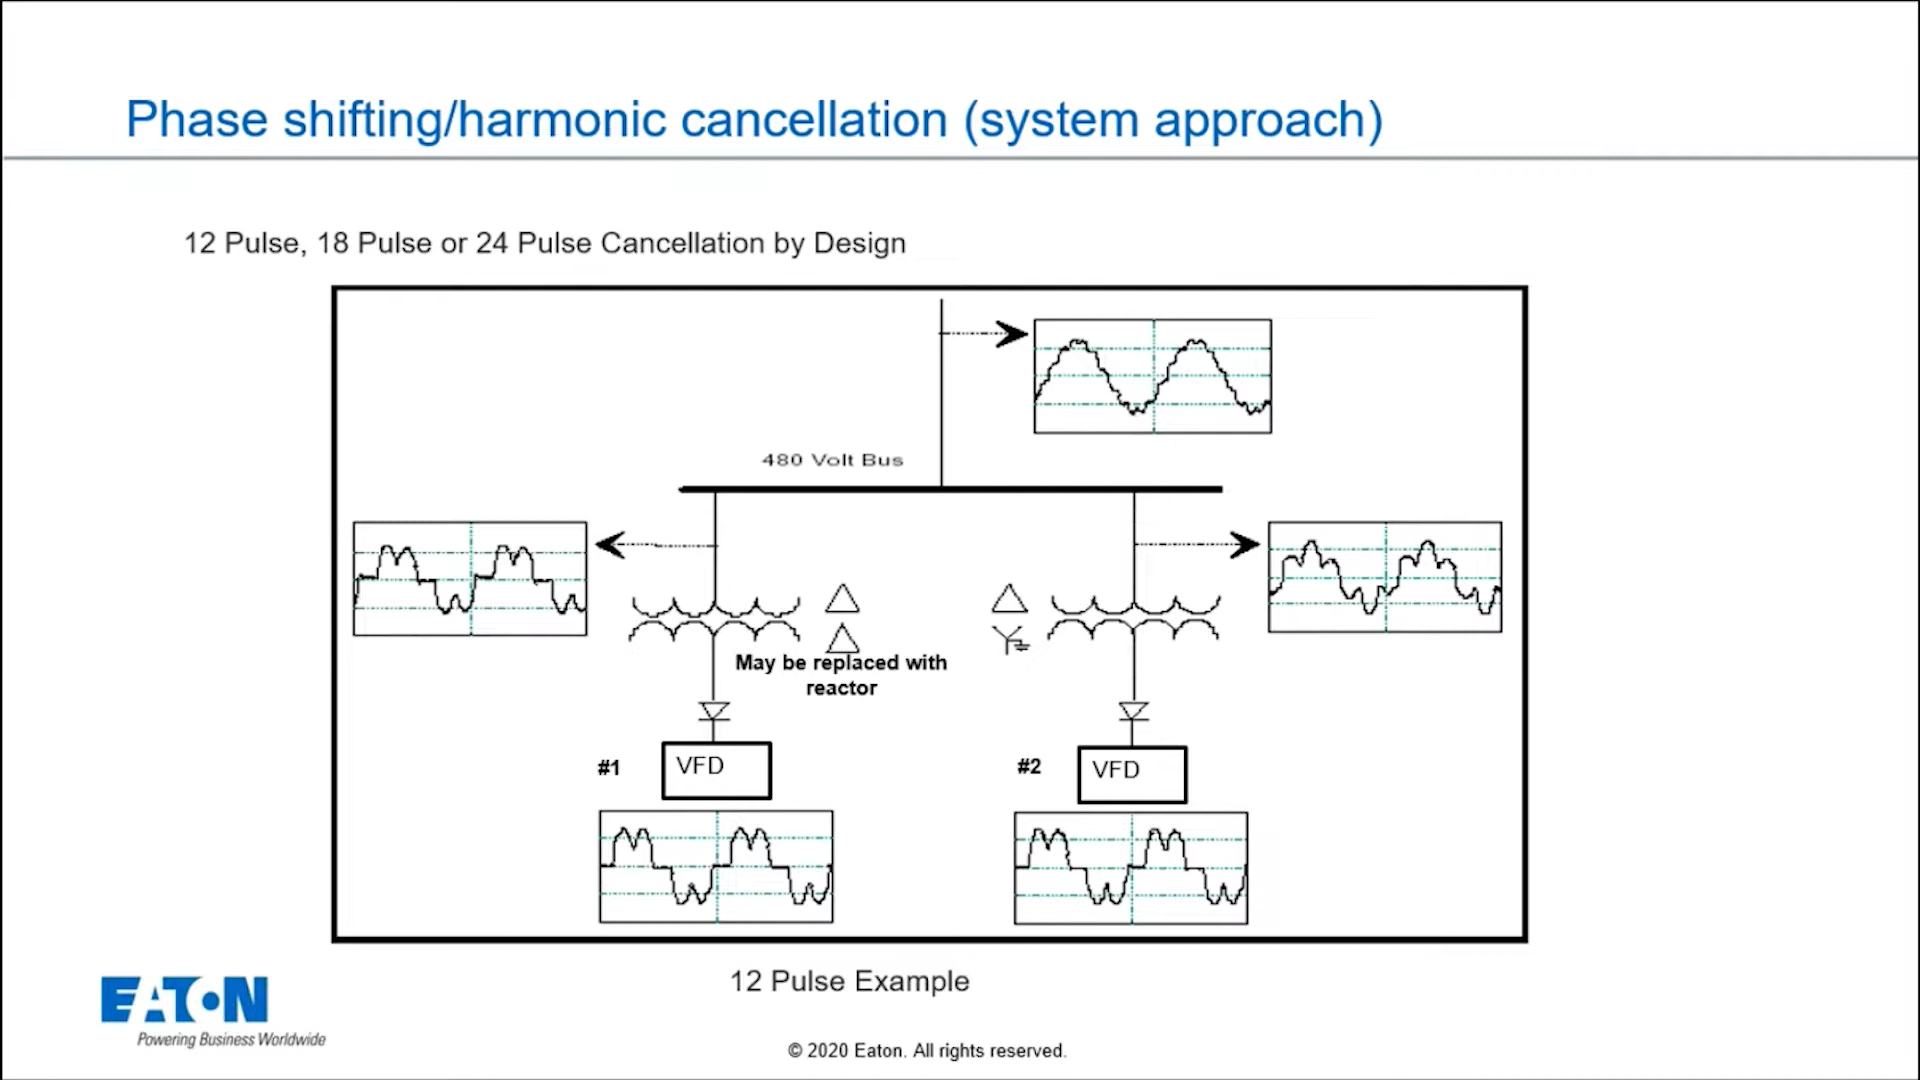 Phase shifting/harmonic cancellation (system approach)
12 Pulse, 18 Pulse or 24 Pulse Cancellation by Design
480 Volt Bus
May be replaced with
reactor
#1
VFD
#2
VFD
12 Pulse Example
EATON
Powering Business Worldwide
© 2020 Eaton. All rights reserved.